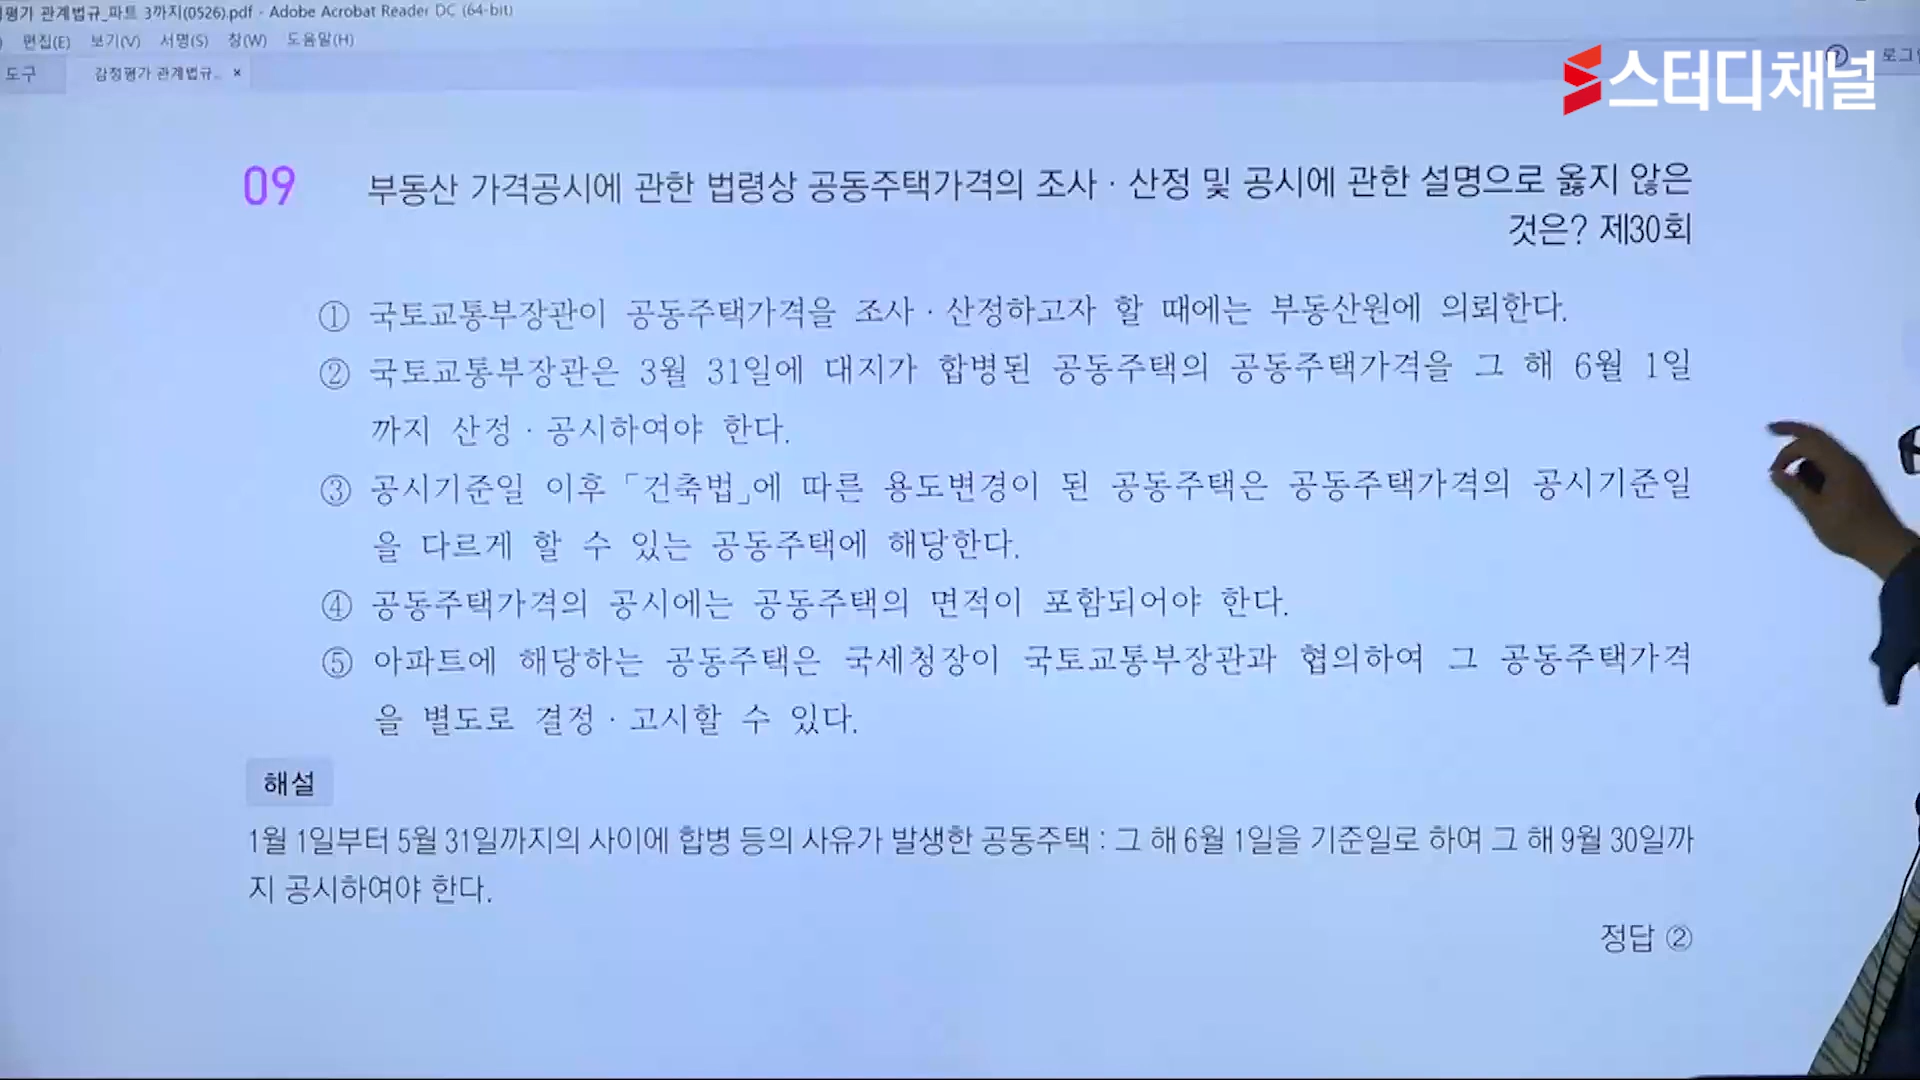 평가 관계법규_파트 3까지(0526).pdf - Adobe Acrobat Reader DC (64-bit)
편집(E) 보기(V) 서명(S) 창(W) 도움말(H)
도구 감정평가 관계법규... × ? 로그인
스터디채널
09 부동산 가격공시에 관한 법령상 공동주택가격의 조사 · 산정 및 공시에 관한 설명으로 옳지 않은
것은? 제30회
① 국토교통부장관이 공동주택가격을 조사 · 산정하고자 할 때에는 부동산원에 의뢰한다.
② 국토교통부장관은 3월 31일에 대지가 합병된 공동주택의 공동주택가격을 그 해 6월 1일
까지 산정 · 공시하여야 한다.
③ 공시기준일 이후 「건축법」에 따른 용도변경이 된 공동주택은 공동주택가격의 공시기준일
을 다르게 할 수 있는 공동주택에 해당한다.
④ 공동주택가격의 공시에는 공동주택의 면적이 포함되어야 한다.
⑤ 아파트에 해당하는 공동주택은 국세청장이 국토교통부장관과 협의하여 그 공동주택가격
을 별도로 결정 · 고시할 수 있다.
해설
1월 1일부터 5월 31일까지의 사이에 합병 등의 사유가 발생한 공동주택 : 그 해 6월 1일을 기준일로 하여 그 해 9월 30일까
지 공시하여야 한다.
정답 ②